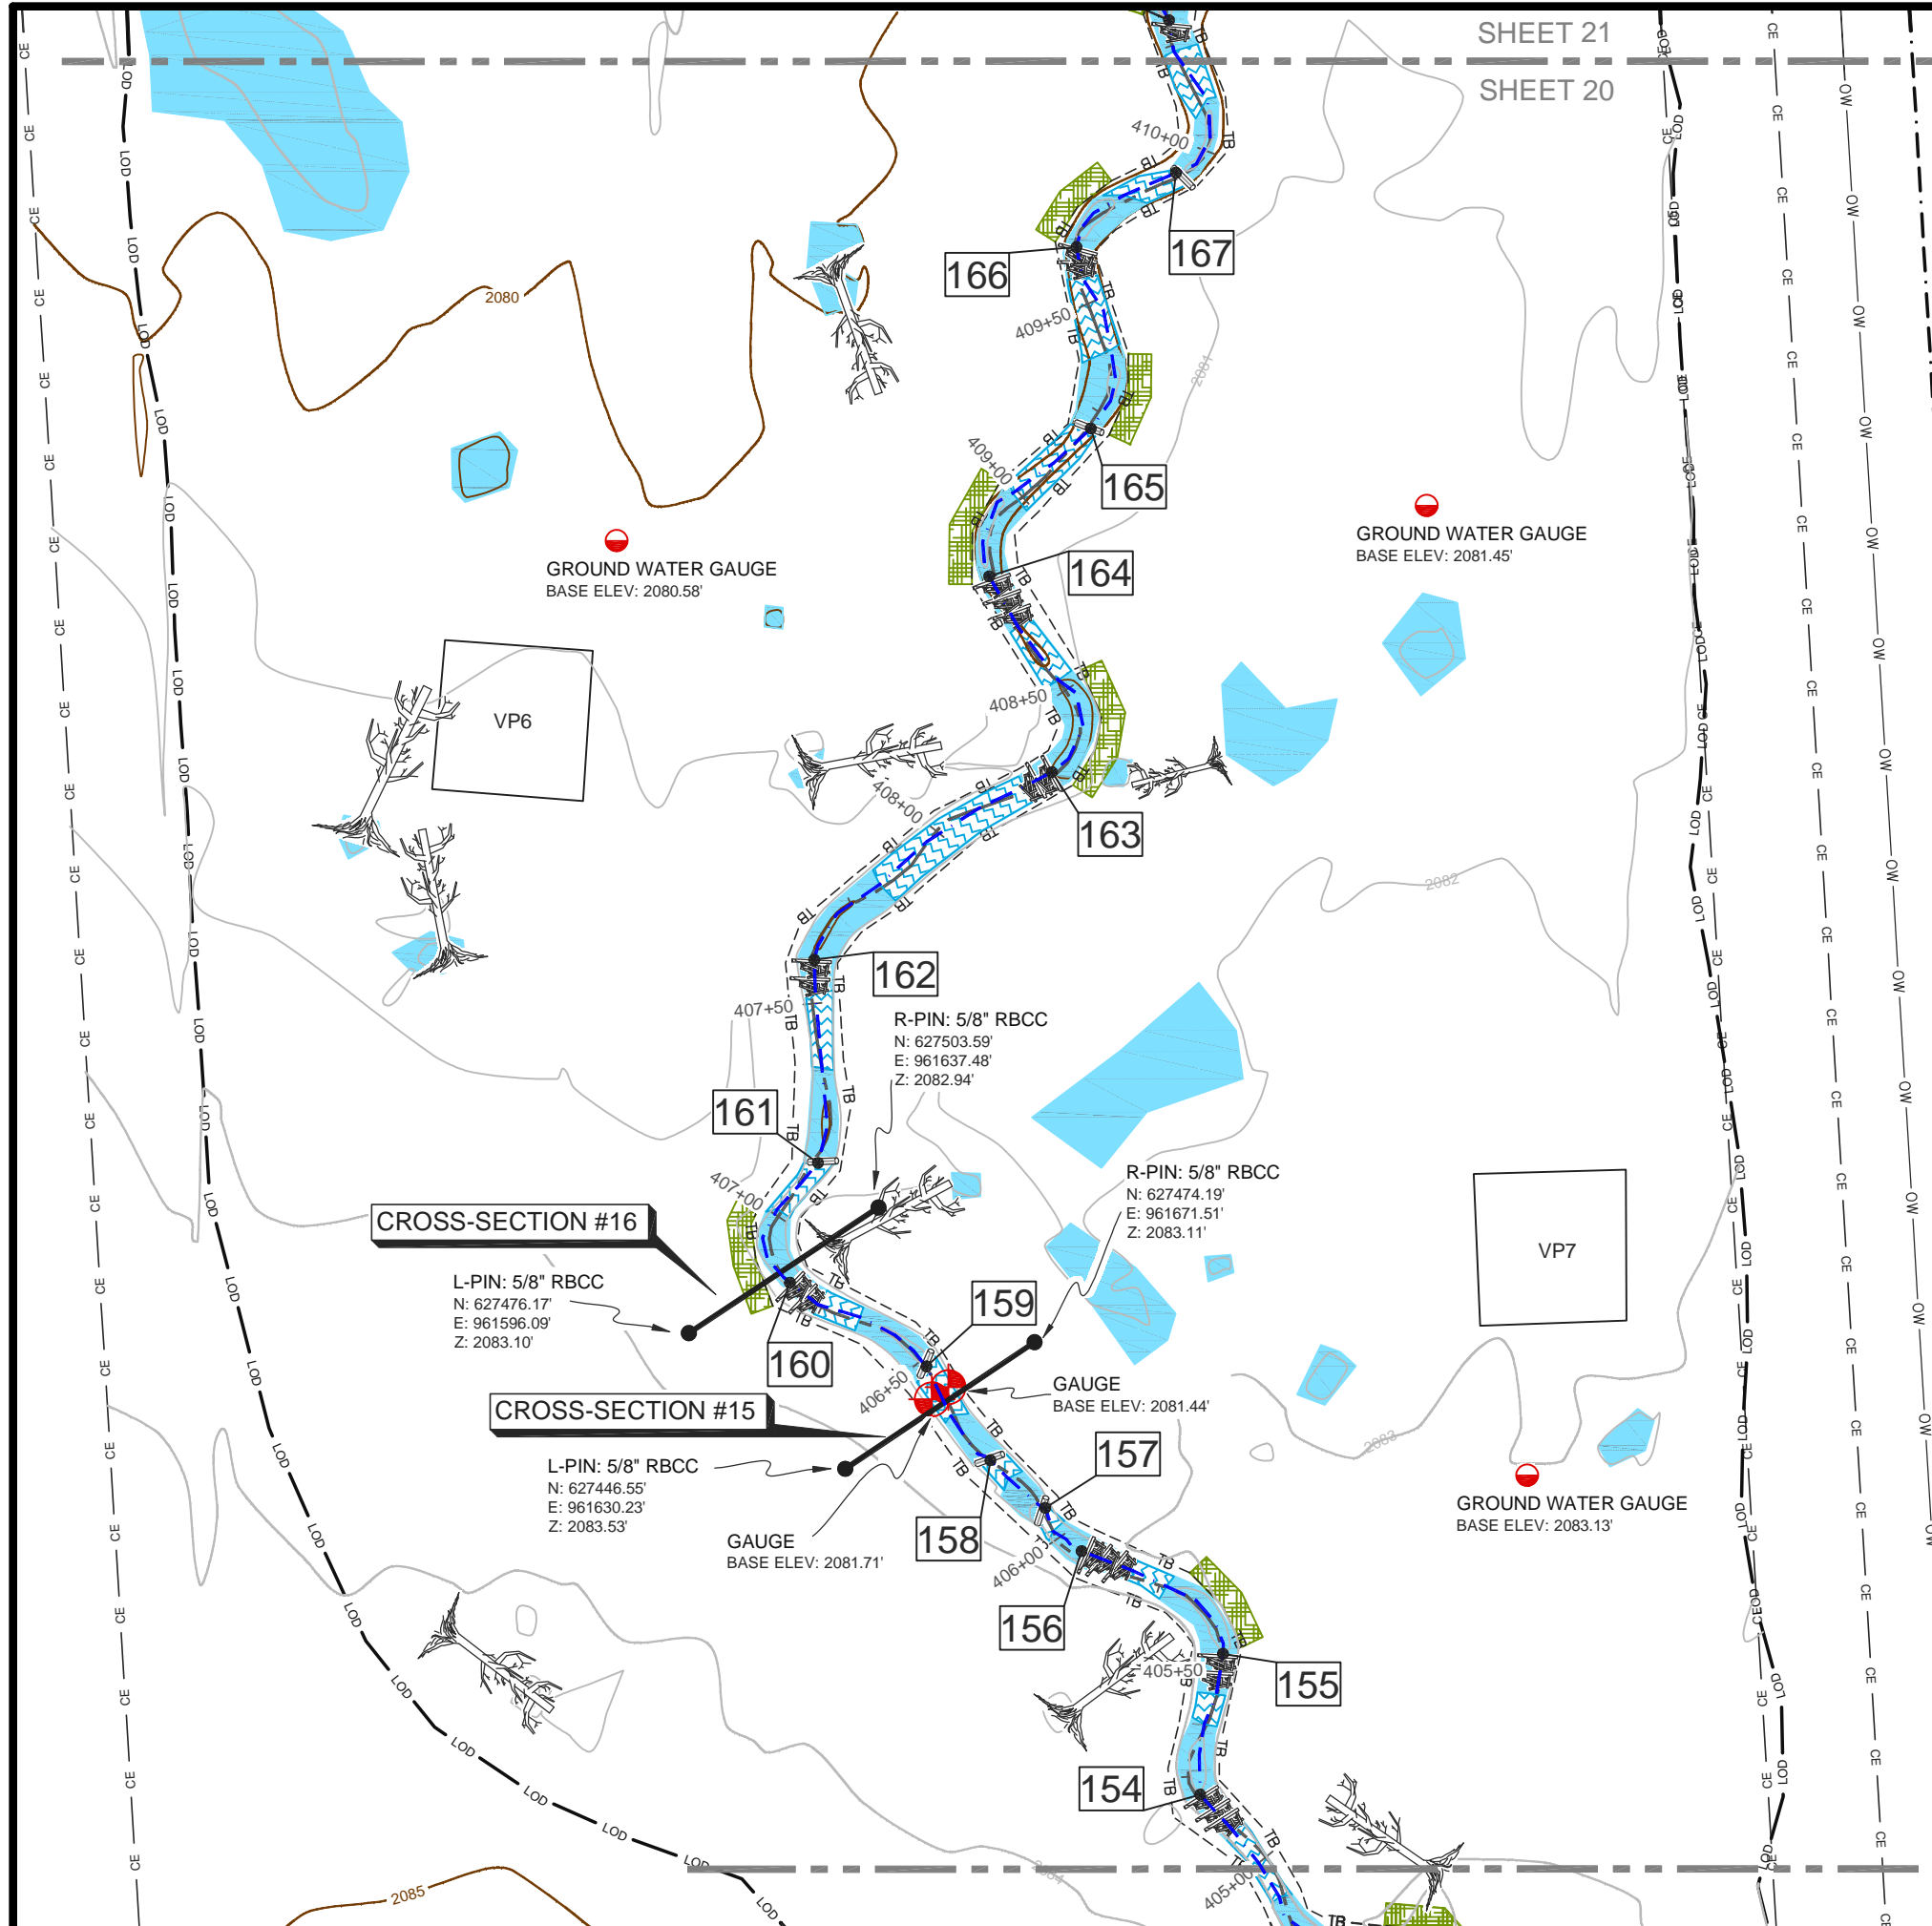 SHEET 21
SHEET 20
410+00
167
166
409+50
2080
2081
409+00
165
GROUND WATER GAUGE
BASE ELEV: 2081.45'
GROUND WATER GAUGE
BASE ELEV: 2080.58'
164
VP6
408+50
408+00
163
2082
162
407+50
R-PIN: 5/8" RBCC
N: 627503.59'
E: 961637.48'
Z: 2082.94'
161
407+00
R-PIN: 5/8" RBCC
N: 627474.19'
E: 961671.51'
Z: 2083.11'
CROSS-SECTION #16
VP7
L-PIN: 5/8" RBCC
N: 627476.17'
E: 961596.09'
Z: 2083.10'
159
160
406+50
GAUGE
BASE ELEV: 2081.44'
CROSS-SECTION #15
2083
157
L-PIN: 5/8" RBCC
N: 627446.55'
E: 961630.23'
Z: 2083.53'
GROUND WATER GAUGE
BASE ELEV: 2083.13'
158
GAUGE
BASE ELEV: 2081.71'
406+00
156
405+50
155
154
2084
405+00
2085
CE
LOD
OW
TB